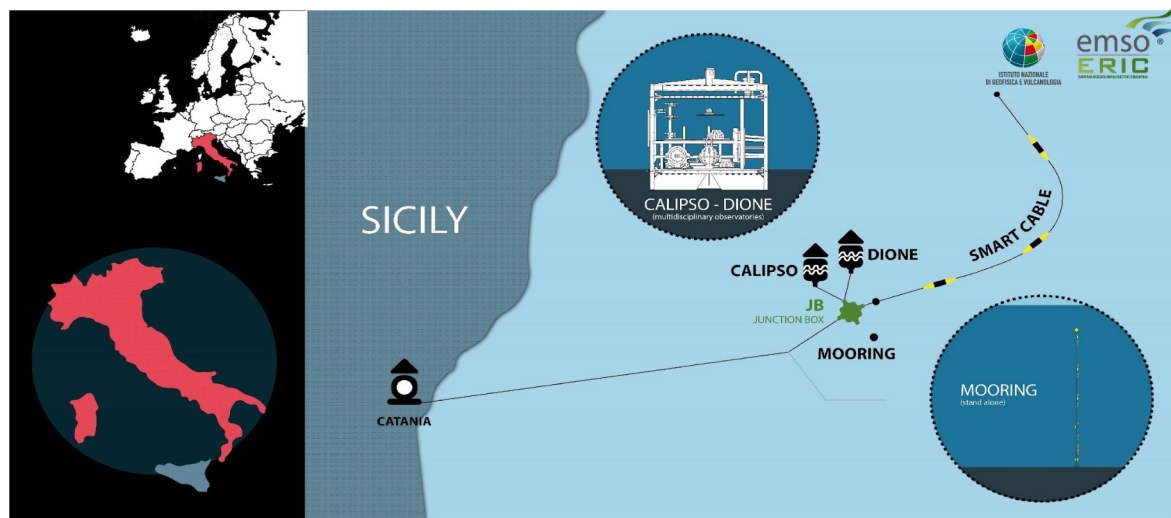 SICILY
CATANIA
CALIPSO - DIONE
(multidisciplinary observatories)
ISTITUTO NAZIONALE
DI GEOFISICA E VULCANOLOGIA
emso
ERIC
SMART CABLE
CALIPSO
DIONE
JB
JUNCTION BOX
MOORING
MOORING
(stand alone)